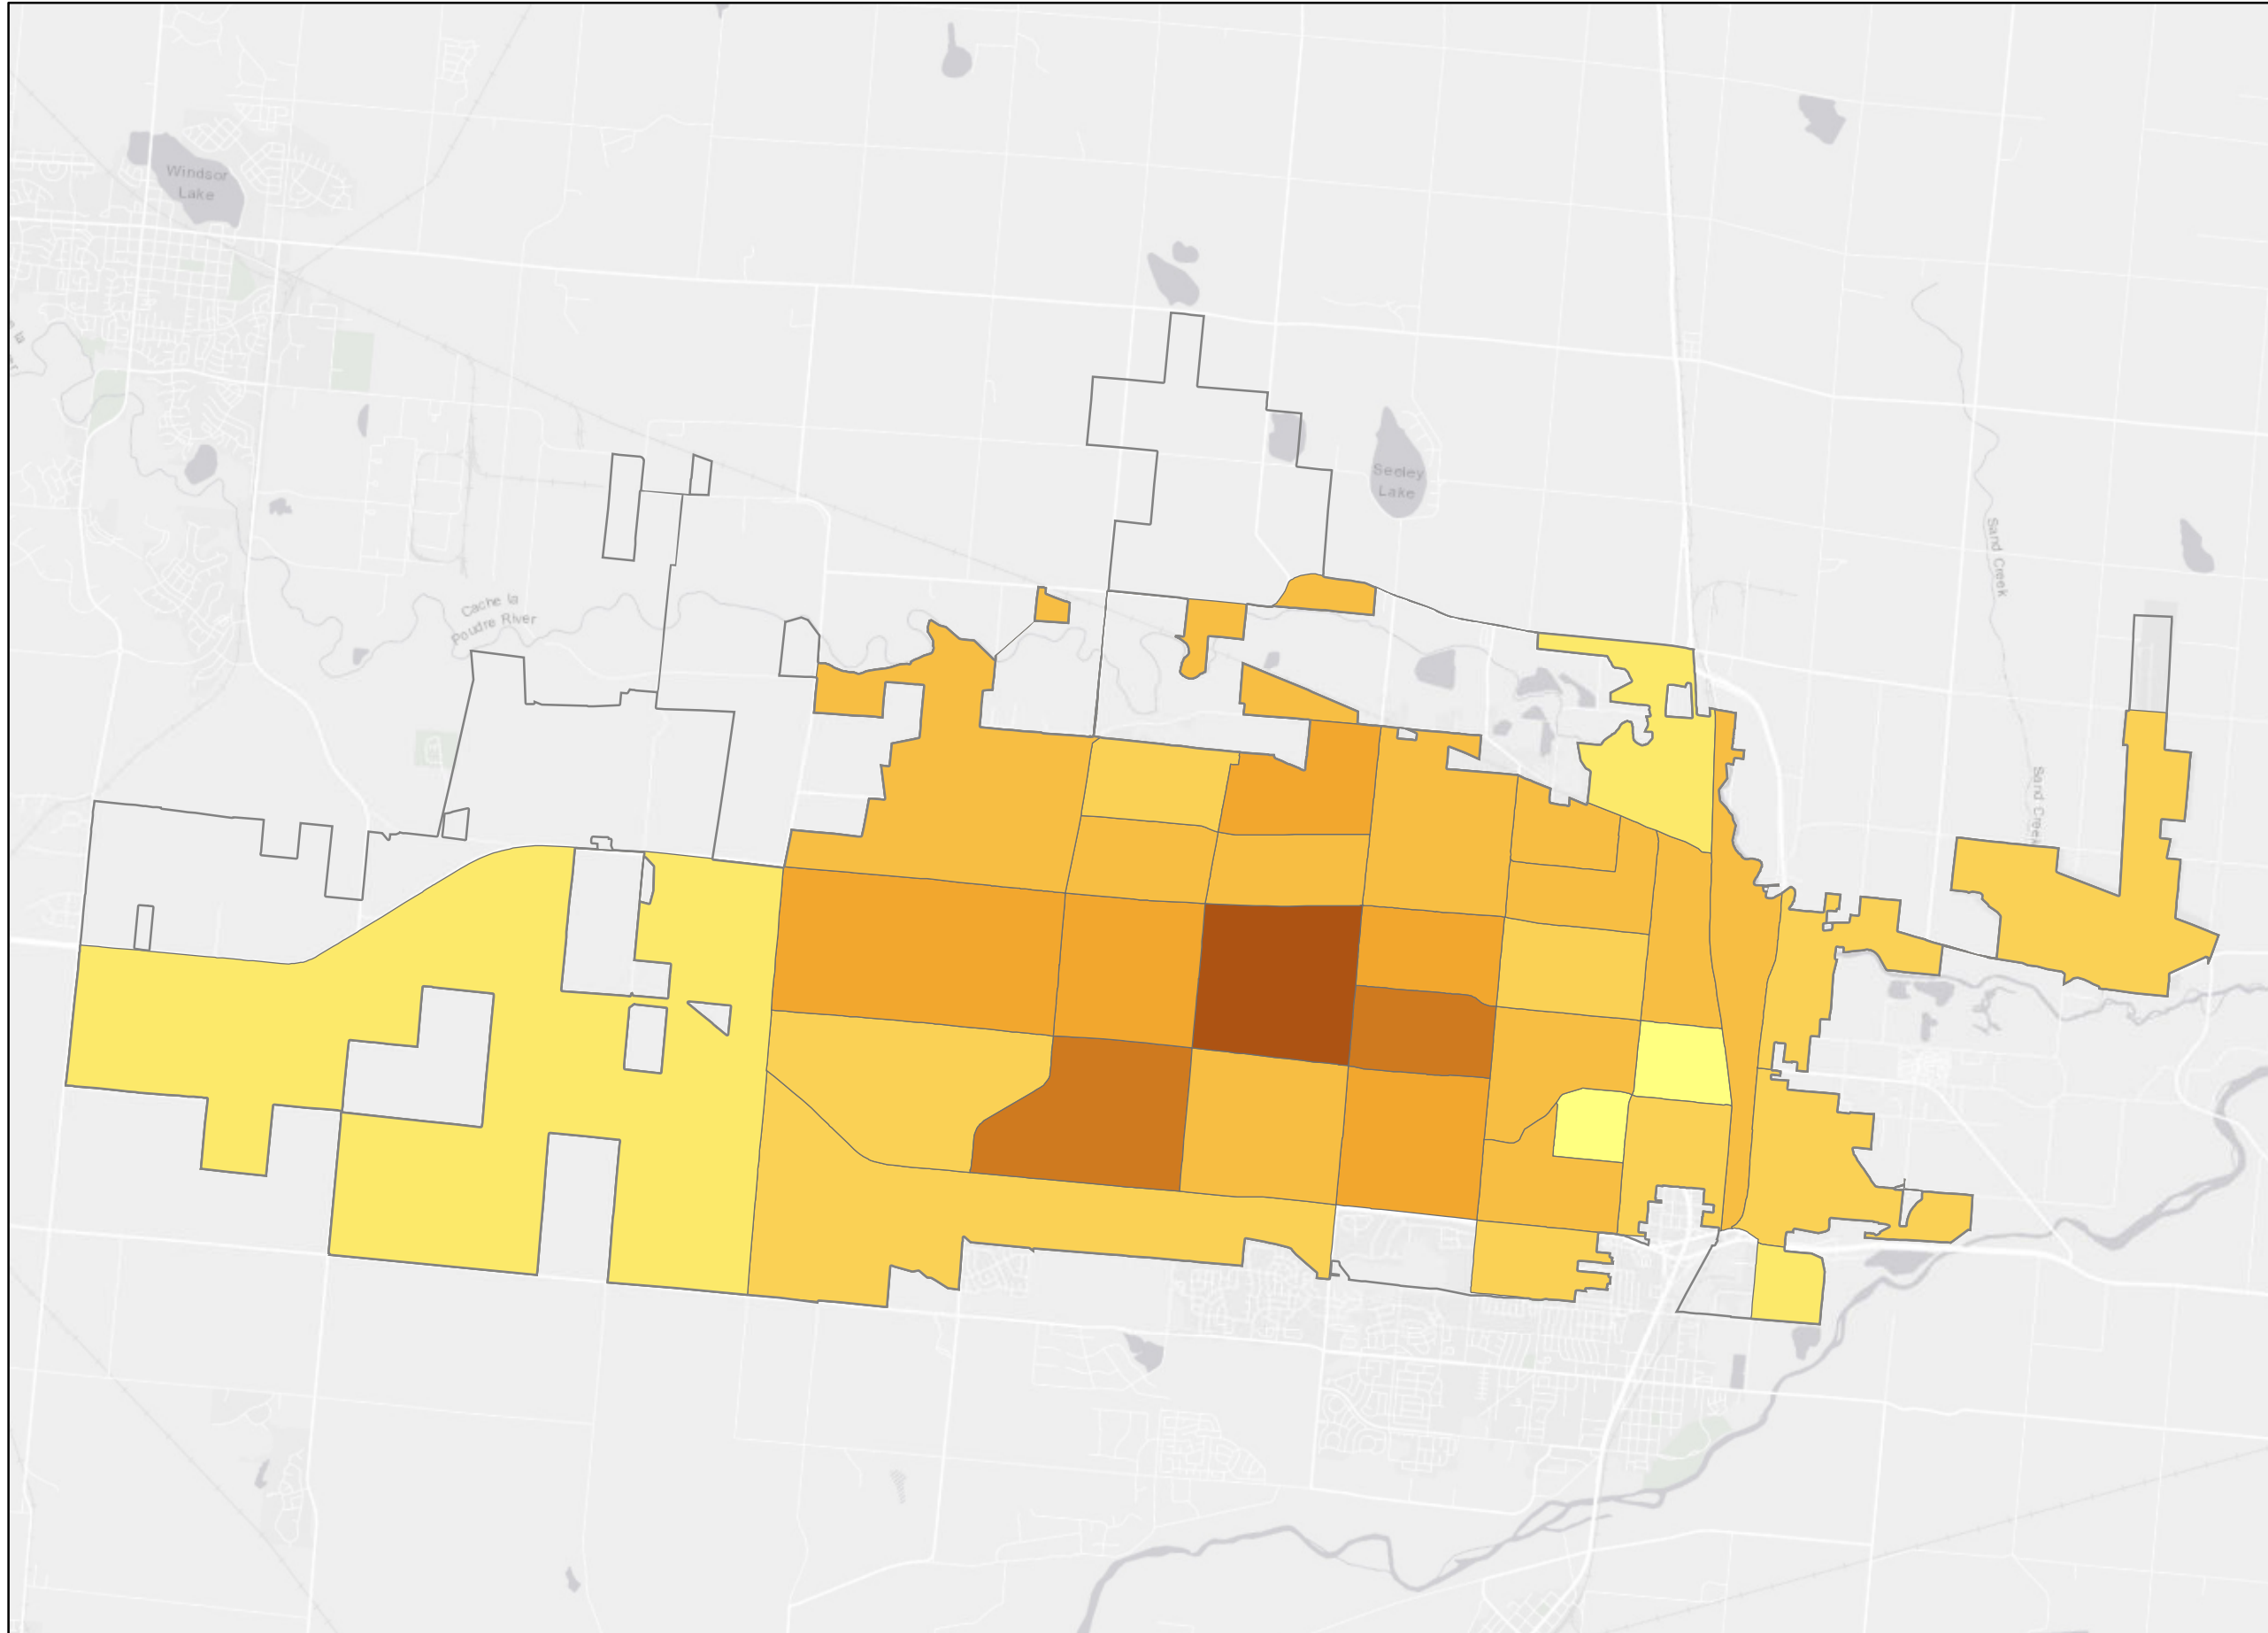 Windsor
Lake
Seeley
Lake
Sand Creek
Cache la
Poudre River
Sand Creek